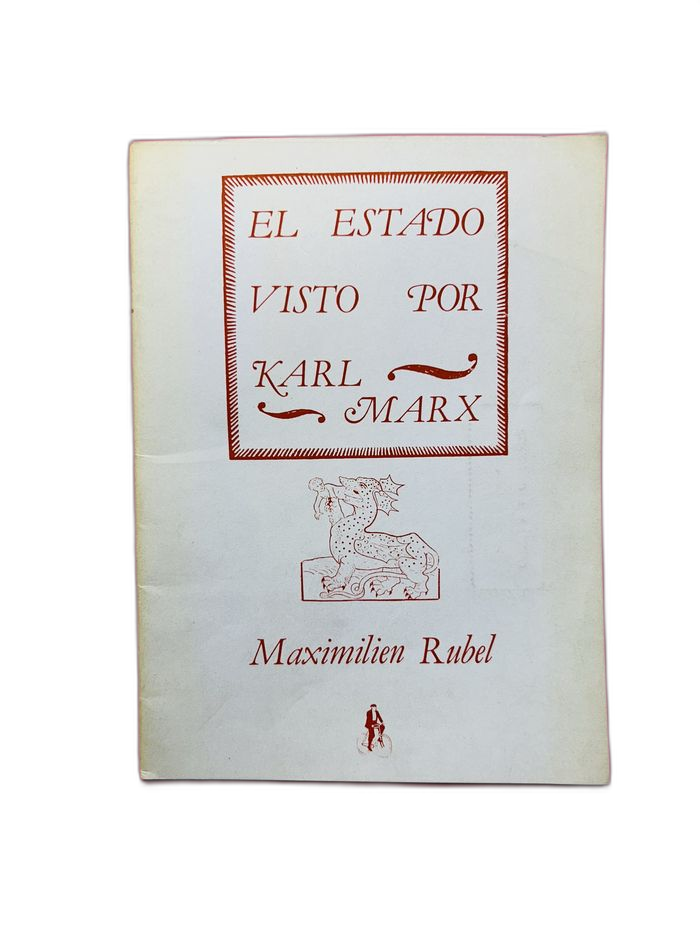 EL ESTADO
VISTO POR
KARL
MARX
Maximilien Rubel